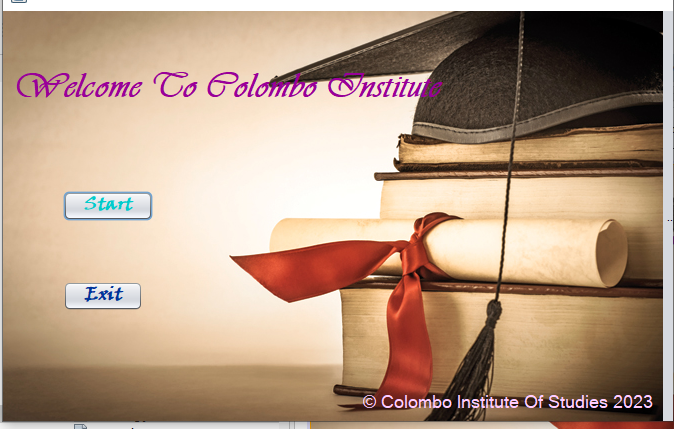 Welcome To Colombo Institute
Start
Exit
© Colombo Institute Of Studies 2023